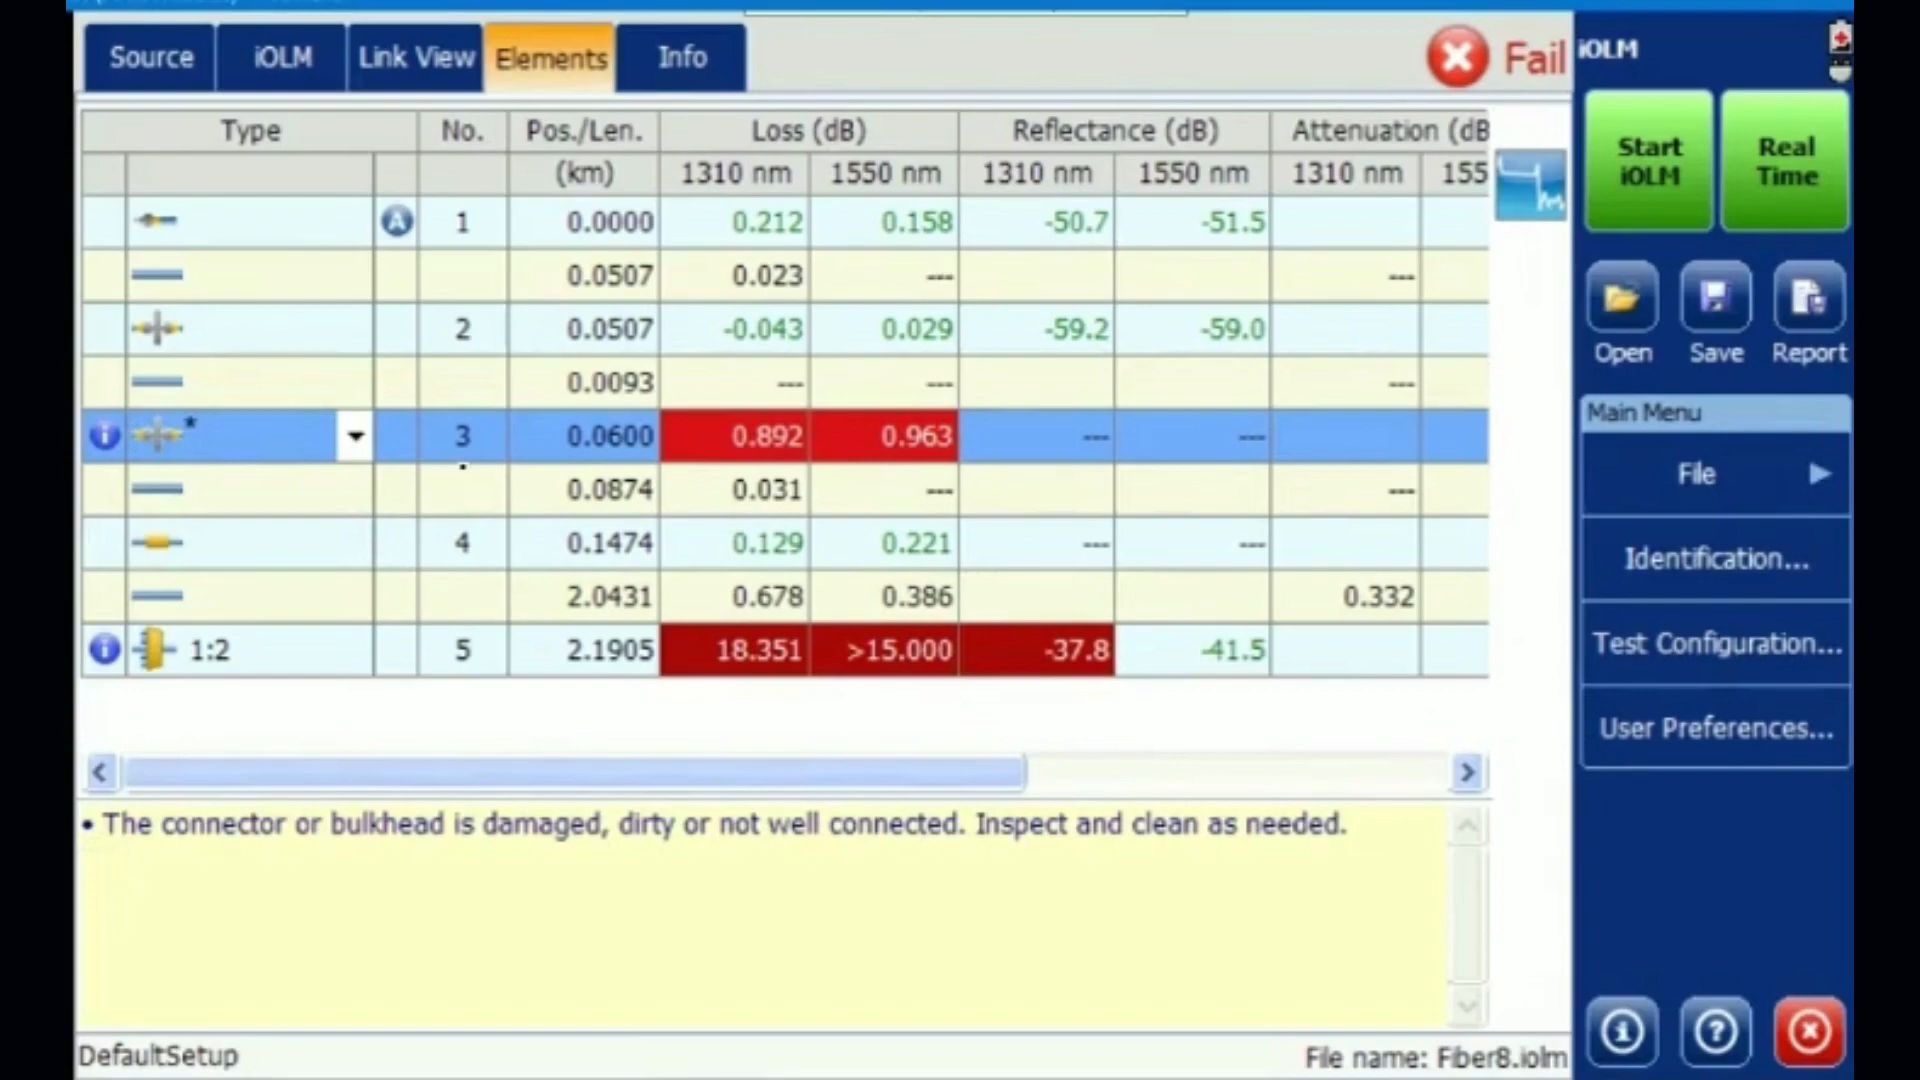 Source iOLM Link View Elements Info Fail iOLM
Type No. Pos./Len. Loss (dB) Reflectance (dB) Attenuation (dB
(km) 1310 nm 1550 nm 1310 nm 1550 nm 1310 nm 155
A 1 0.0000 0.212 0.158 -50.7 -51.5
0.0507 0.023 --- ---
2 0.0507 -0.043 0.029 -59.2 -59.0
0.0093 --- --- ---
* 3 0.0600 0.892 0.963 --- ---
0.0874 0.031 --- ---
4 0.1474 0.129 0.221 --- ---
2.0431 0.678 0.386 0.332
1:2 5 2.1905 18.351 >15.000 -37.8 -41.5
• The connector or bulkhead is damaged, dirty or not well connected. Inspect and clean as needed.
DefaultSetup
File name: Fiber8.iolm
Start
iOLM
Real
Time
Open Save Report
Main Menu
File
Identification...
Test Configuration...
User Preferences...